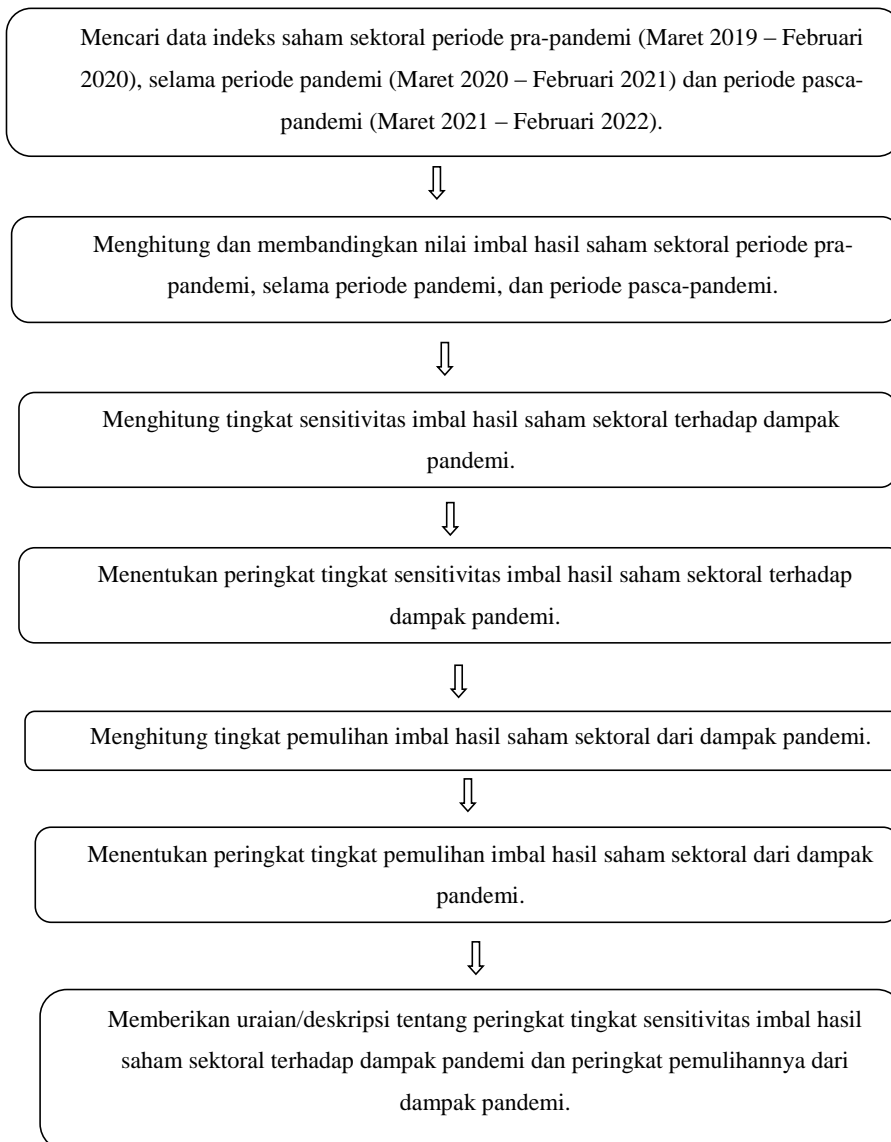 Mencari data indeks saham sektoral periode pra-pandemi (Maret 2019 – Februari
2020), selama periode pandemi (Maret 2020 – Februari 2021) dan periode pasca-
pandemi (Maret 2021 – Februari 2022).
Menghitung dan membandingkan nilai imbal hasil saham sektoral periode pra-
pandemi, selama periode pandemi, dan periode pasca-pandemi.
Menghitung tingkat sensitivitas imbal hasil saham sektoral terhadap dampak
pandemi.
Menentukan peringkat tingkat sensitivitas imbal hasil saham sektoral terhadap
dampak pandemi.
Menghitung tingkat pemulihan imbal hasil saham sektoral dari dampak pandemi.
Menentukan peringkat tingkat pemulihan imbal hasil saham sektoral dari dampak
pandemi.
Memberikan uraian/deskripsi tentang peringkat tingkat sensitivitas imbal hasil
saham sektoral terhadap dampak pandemi dan peringkat pemulihannya dari
dampak pandemi.